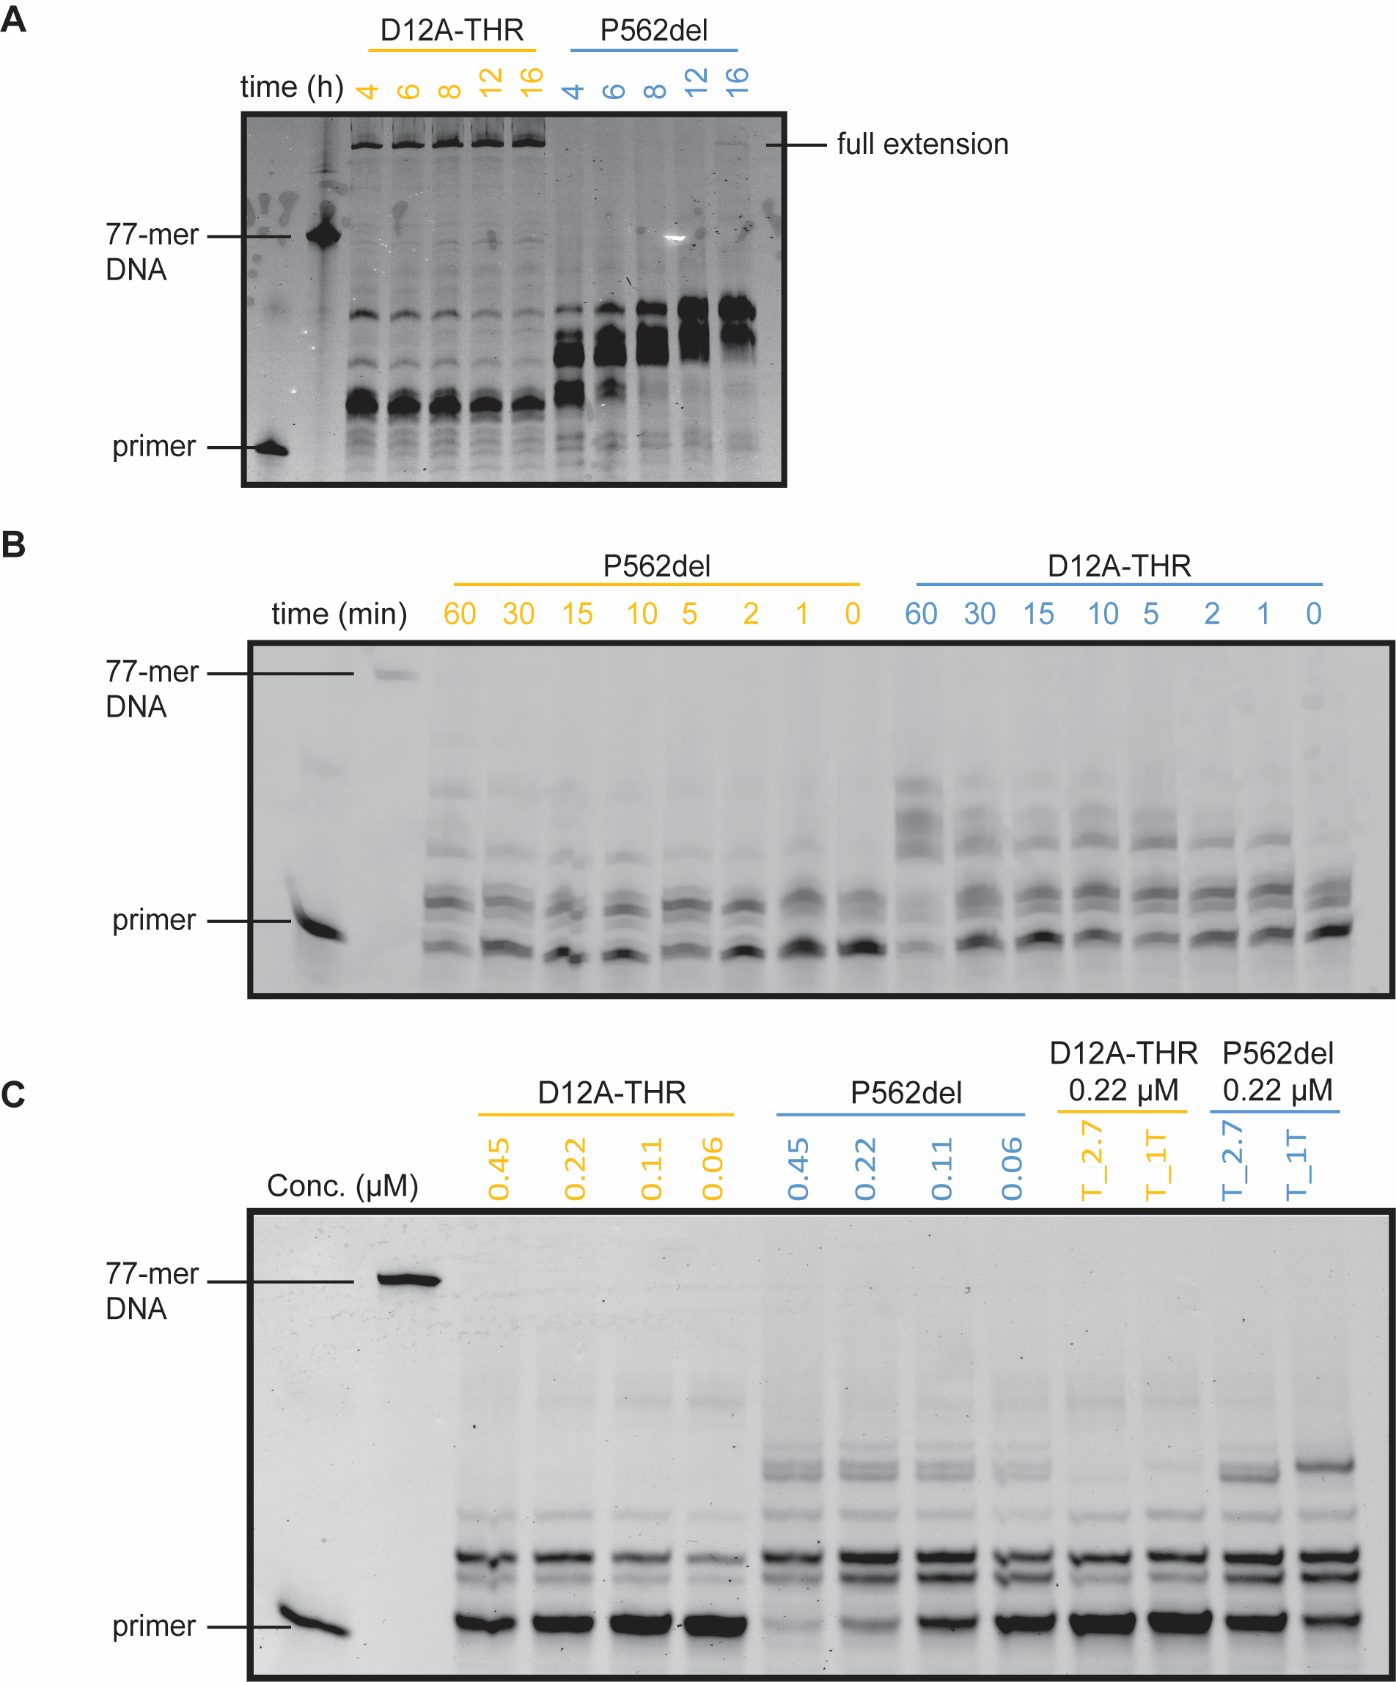 A
D12A-THR P562del
time (h) 4 6 8 12 16 4 6 8 12 16
full extension
77-mer
DNA
primer
B
P562del D12A-THR
time (min) 60 30 15 10 5 2 1 0 60 30 15 10 5 2 1 0
77-mer
DNA
primer
C
D12A-THR P562del D12A-THR 0.22 µM P562del 0.22 µM
Conc. (µM) 0.45 0.22 0.11 0.06 0.45 0.22 0.11 0.06 T_2.7 T_1T T_2.7 T_1T
77-mer
DNA
primer